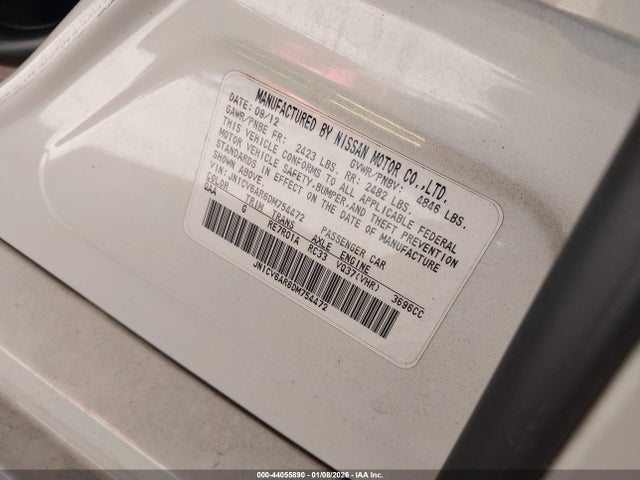 MANUFACTURED BY NISSAN MOTOR CO.,LTD.
DATE: 09/12 GVWR/PNBV: 4846 LBS.
GAWR/PNBE FR: 2423 LBS. RR: 2482 LBS.
THIS VEHICLE CONFORMS TO ALL APPLICABLE FEDERAL
MOTOR VEHICLE SAFETY,BUMPER,AND THEFT PREVENTION
STANDARDS IN EFFECT ON THE DATE OF MANUFACTURE
SHOWN ABOVE
VIN: JN1CV6AR6DM754472 PASSENGER CAR
COLOR TRIM TRANS AXLE ENGINE
QAA G RE7R01A RC33 VQ37(VHR) 3696CC
JN1CV6AR6DM754472
000-44055890 - 01/08/2026 - IAA Inc.